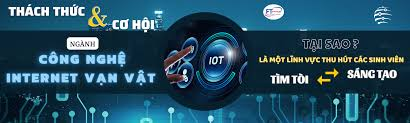 THÁCH THỨC
& CƠ HỘI
NGÀNH
CÔNG NGHỆ
INTERNET VẠN VẬT
IOT
FT
TẠI SAO?
LÀ MỘT LĨNH VỰC THU HÚT CÁC SINH VIÊN
TÌM TÒI
SÁNG TẠO